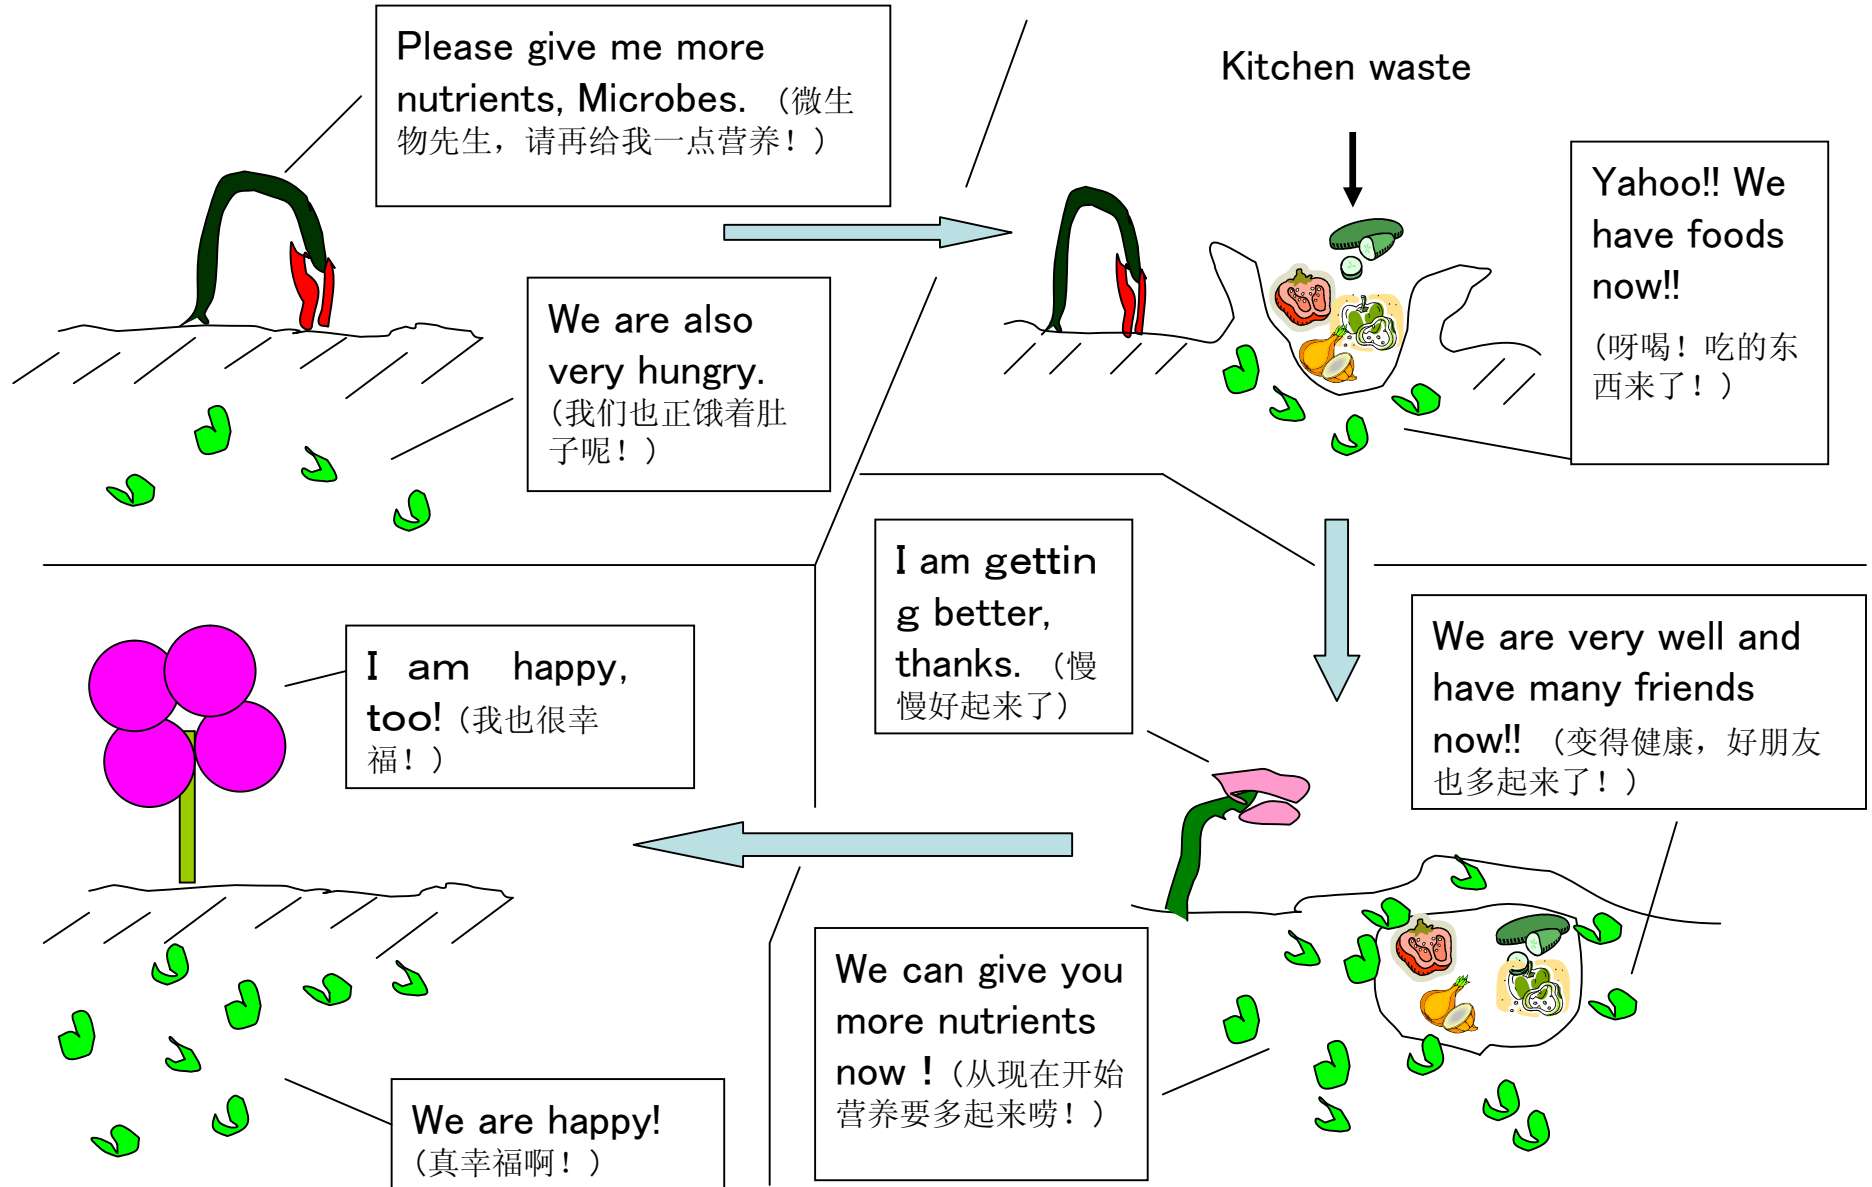 Please give me more
nutrients, Microbes. （微生
物先生，请再给我一点营养！）
We are also
very hungry.
（我们也正饿着肚
子呢！）
Kitchen waste
Yahoo!! We
have foods
now!!
（呀喝！吃的东
西来了！）
I am gettin
g better,
thanks. （慢
慢好起来了）
We are very well and
have many friends
now!! （变得健康，好朋友
也多起来了！）
We can give you
more nutrients
now！（从现在开始
营养要多起来唠！）
I am happy,
too!（我也很幸
福！）
We are happy!
（真幸福啊！）